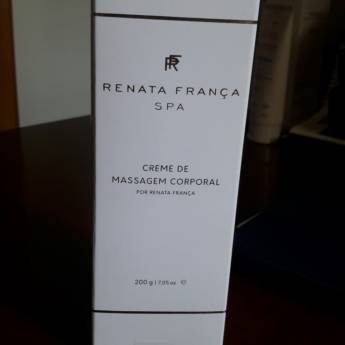 RF
RENATA FRANÇA
SPA
CREME DE
MASSAGEM CORPORAL
POR RENATA FRANÇA
200 g | 7,05 oz. ℮